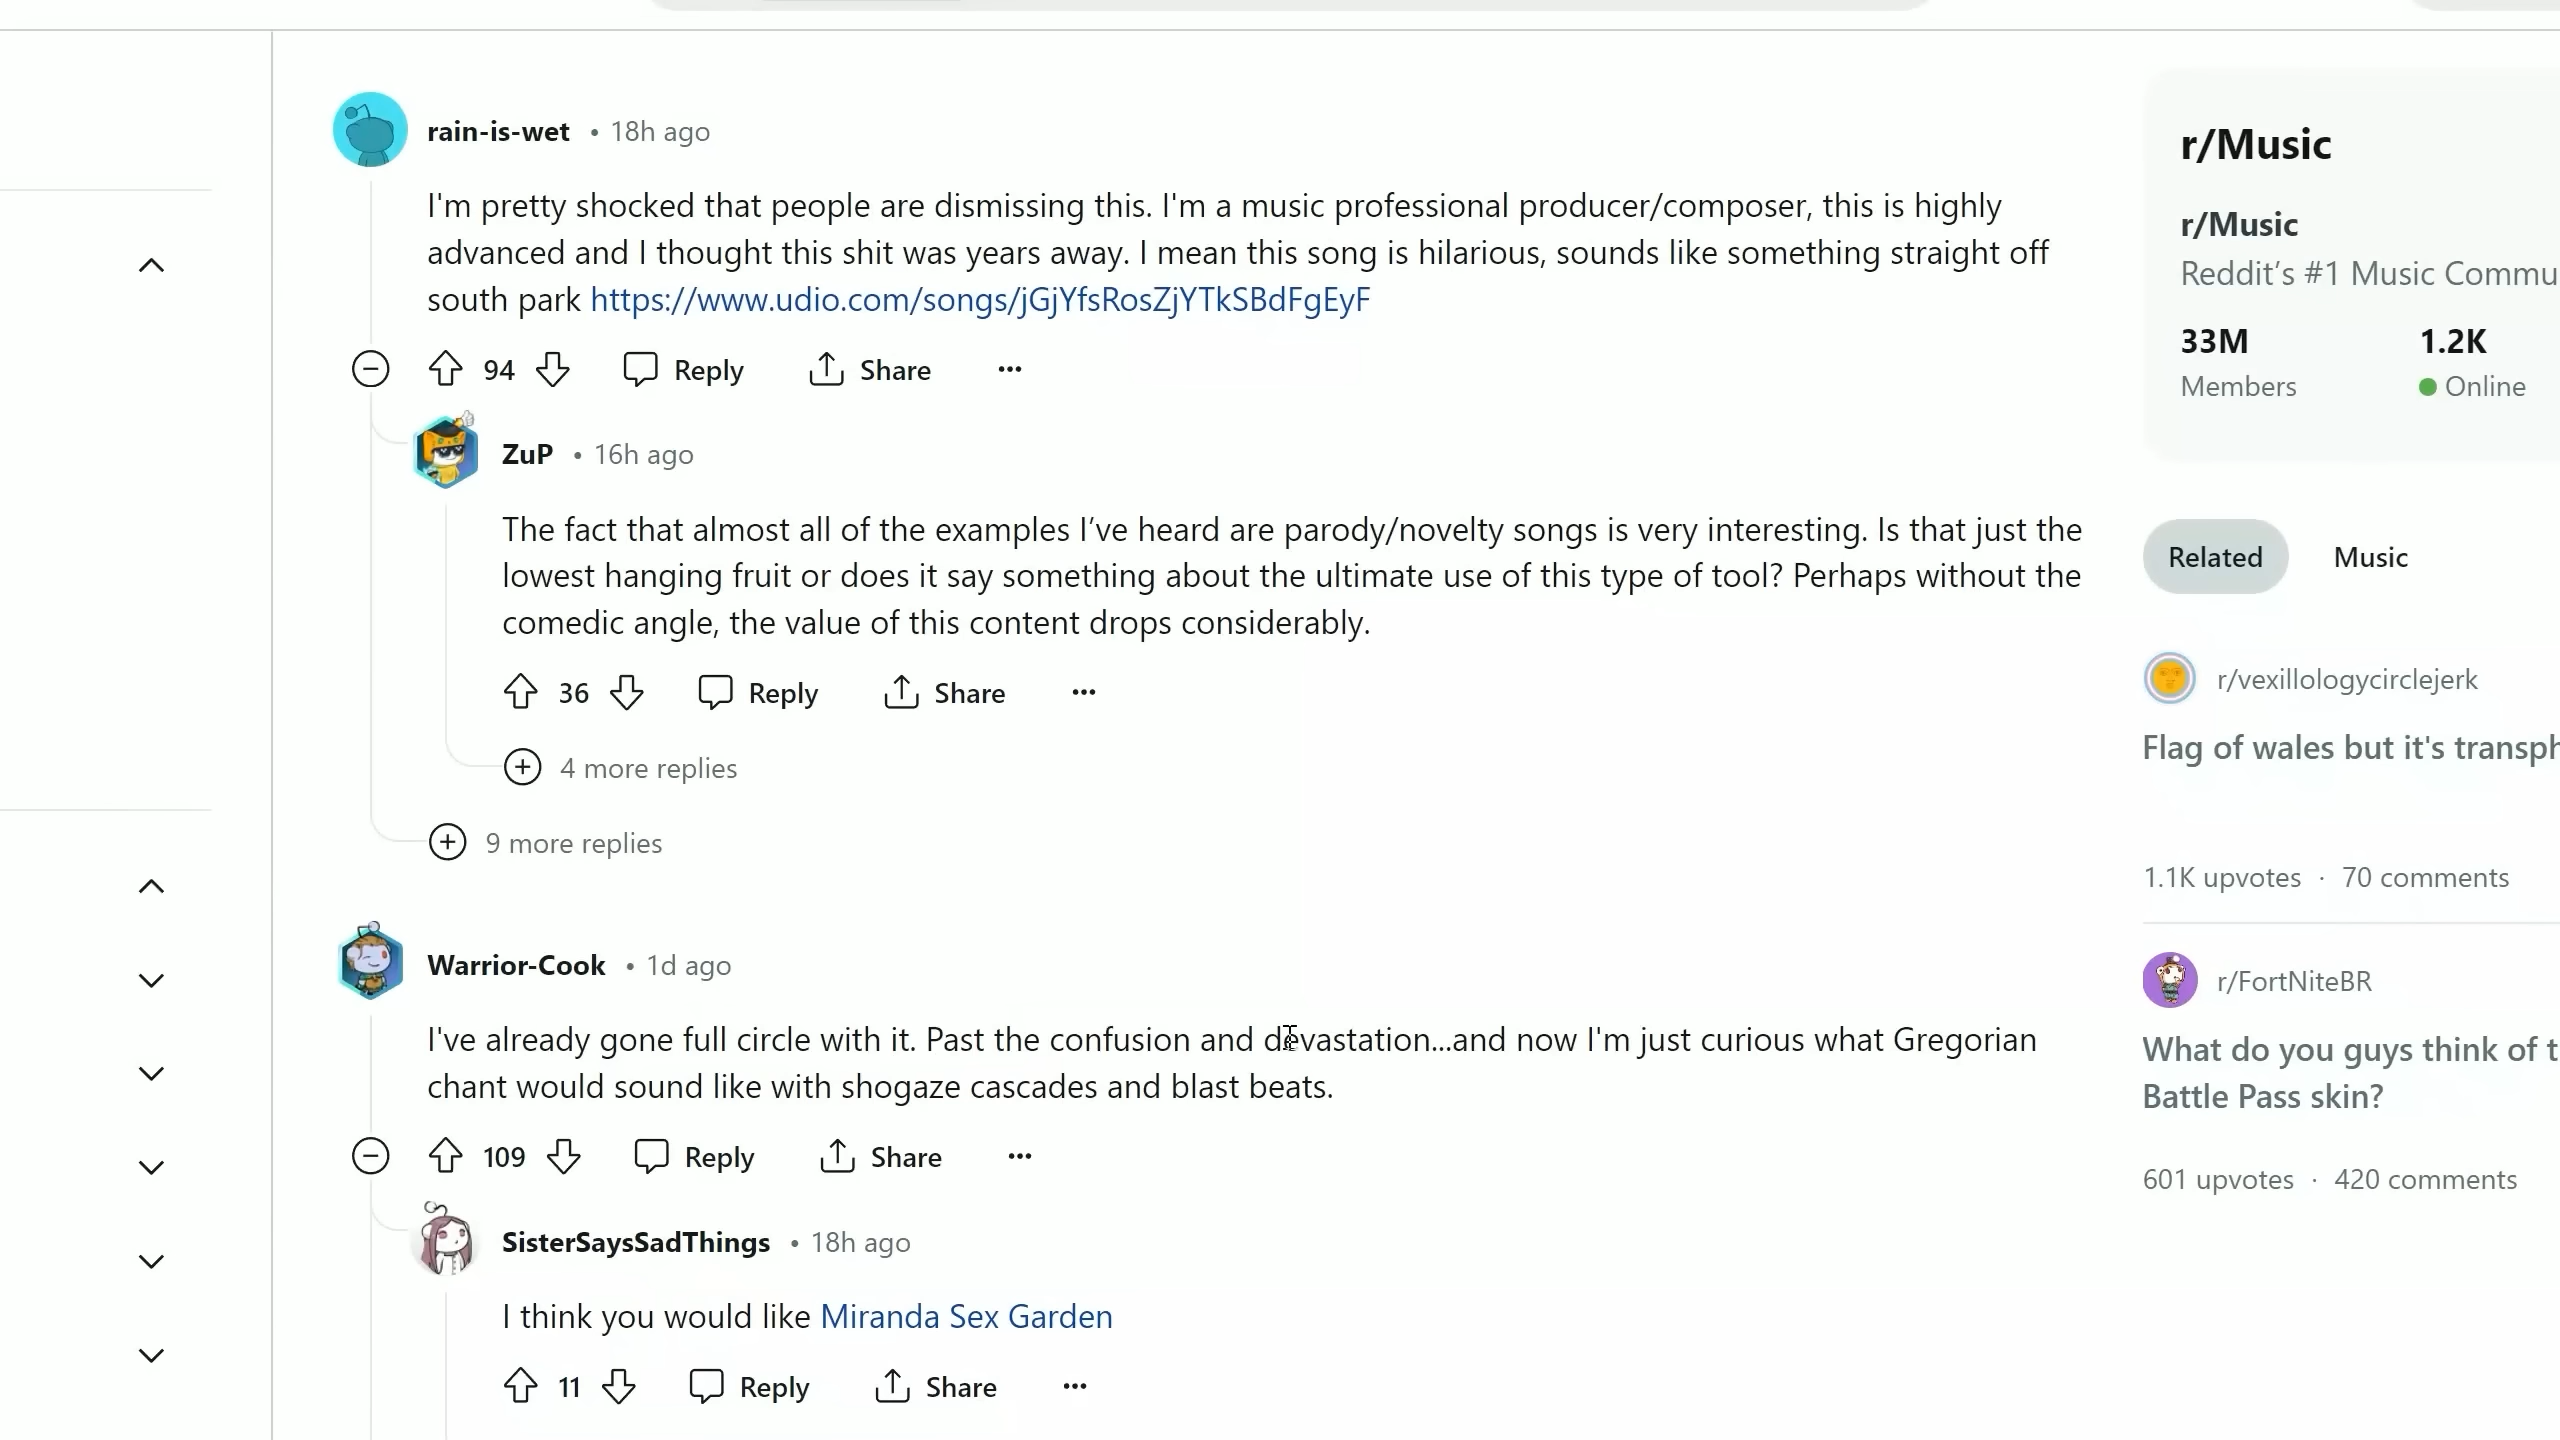 rain-is-wet • 18h ago
I'm pretty shocked that people are dismissing this. I'm a music professional producer/composer, this is highly
advanced and I thought this shit was years away. I mean this song is hilarious, sounds like something straight off
south park https://www.udio.com/songs/jGjYfsRosZjYTkSBdFgEyF
94 Reply Share ...
ZuP • 16h ago
The fact that almost all of the examples I’ve heard are parody/novelty songs is very interesting. Is that just the
lowest hanging fruit or does it say something about the ultimate use of this type of tool? Perhaps without the
comedic angle, the value of this content drops considerably.
36 Reply Share ...
4 more replies
9 more replies
Warrior-Cook • 1d ago
I've already gone full circle with it. Past the confusion and devastation...and now I'm just curious what Gregorian
chant would sound like with shogaze cascades and blast beats.
109 Reply Share ...
SisterSaysSadThings • 18h ago
I think you would like Miranda Sex Garden
11 Reply Share ...
r/Music
r/Music
Reddit’s #1 Music Commu
33M 1.2K
Members Online
Related Music
r/vexillologycirclejerk
Flag of wales but it's transph
1.1K upvotes · 70 comments
r/FortNiteBR
What do you guys think of t
Battle Pass skin?
601 upvotes · 420 comments